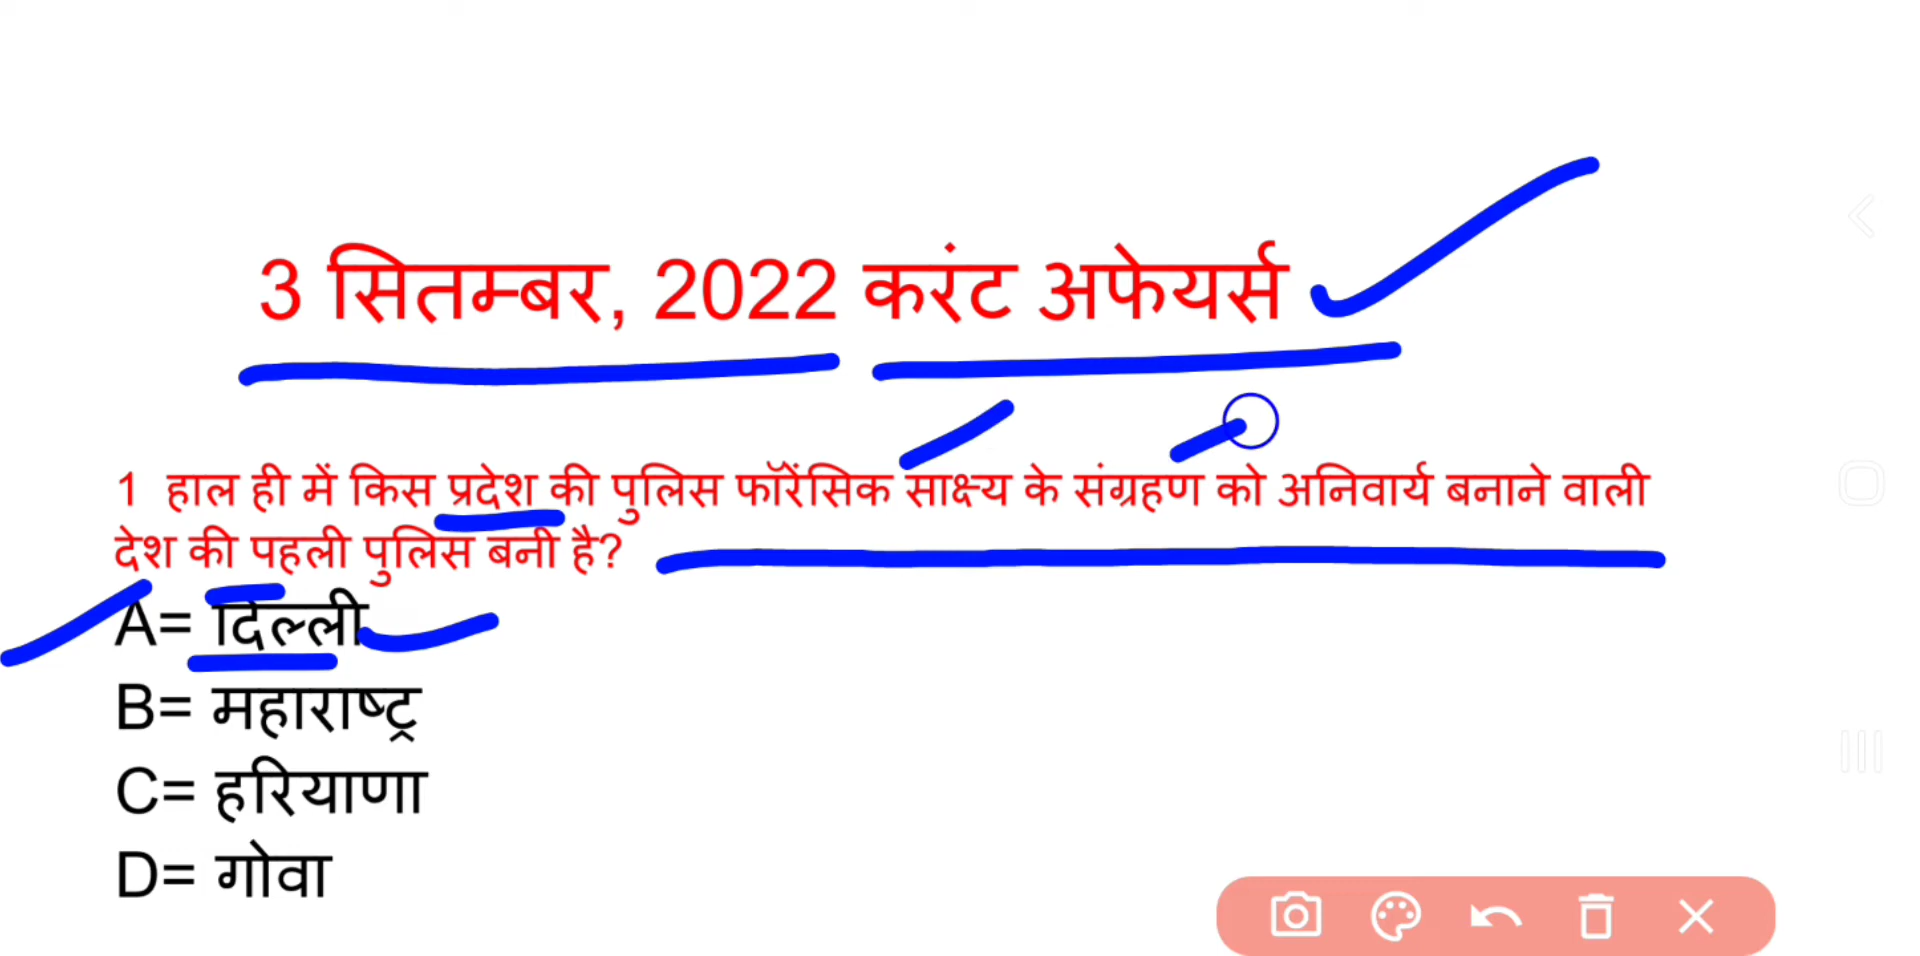 3 सितम्बर, 2022 करंट अफेयर्स
1 हाल ही में किस प्रदेश की पुलिस फॉरेंसिक साक्ष्य के संग्रहण को अनिवार्य बनाने वाली
देश की पहली पुलिस बनी है?
A= दिल्ली
B= महाराष्ट्र
C= हरियाणा
D= गोवा